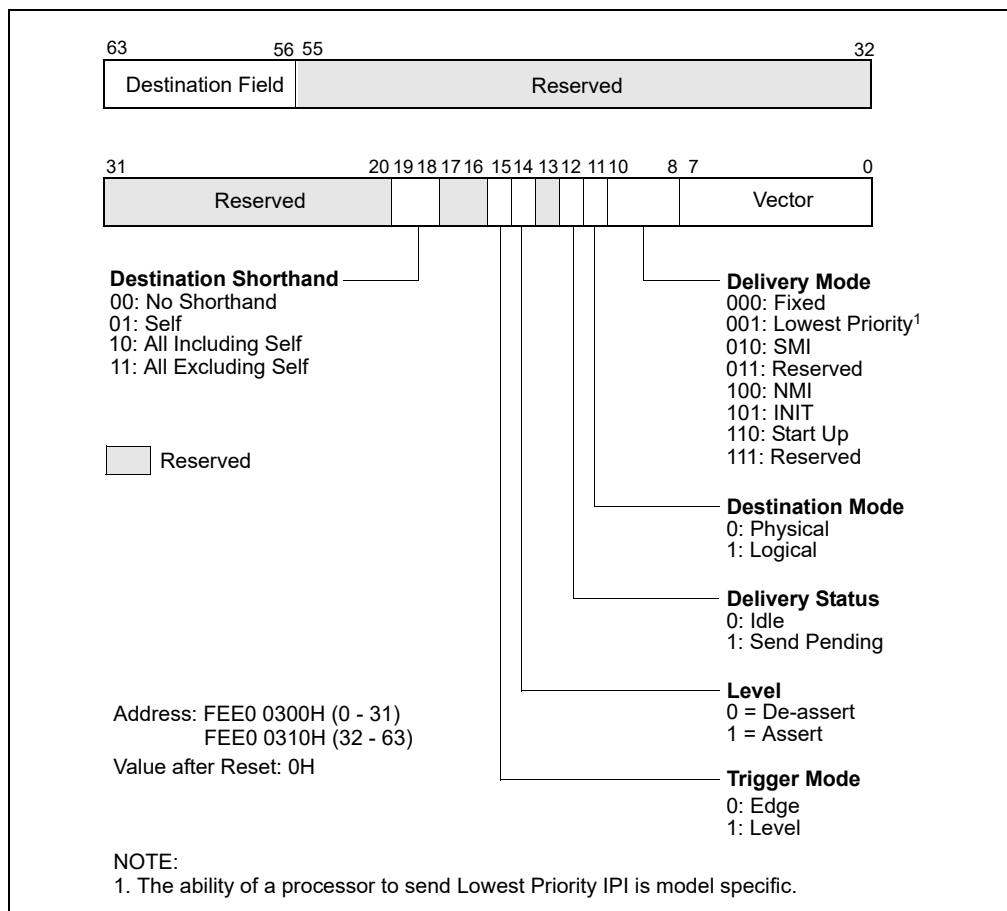 63 56 55 32
Destination Field Reserved
31 20 19 18 17 16 15 14 13 12 11 10 8 7 0
Reserved Vector
Destination Shorthand
00: No Shorthand
01: Self
10: All Including Self
11: All Excluding Self
Reserved
Delivery Mode
000: Fixed
001: Lowest Priority1
010: SMI
011: Reserved
100: NMI
101: INIT
110: Start Up
111: Reserved
Destination Mode
0: Physical
1: Logical
Delivery Status
0: Idle
1: Send Pending
Level
0 = De-assert
1 = Assert
Address: FEE0 0300H (0 - 31)
FEE0 0310H (32 - 63)
Value after Reset: 0H
Trigger Mode
0: Edge
1: Level
NOTE:
1. The ability of a processor to send Lowest Priority IPI is model specific.